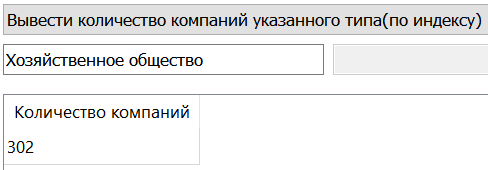 Вывести количество компаний указанного типа(по индексу)
Хозяйственное общество
Количество компаний
302